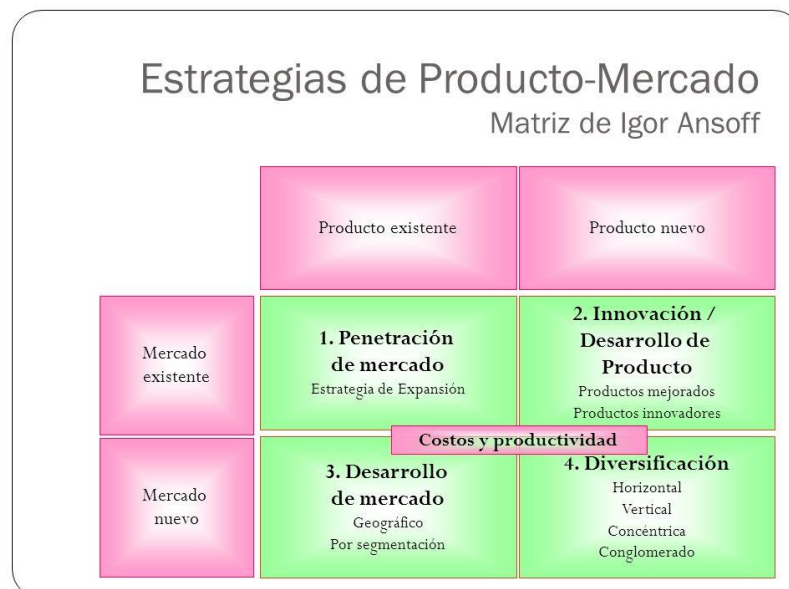 Estrategias de Producto-Mercado
Matriz de Igor Ansoff
Producto existente
Producto nuevo
Mercado
existente
1. Penetración
de mercado
Estrategia de Expansión
2. Innovación /
Desarrollo de
Producto
Productos mejorados
Productos innovadores
Costos y productividad
Mercado
nuevo
3. Desarrollo
de mercado
Geográfico
Por segmentación
4. Diversificación
Horizontal
Vertical
Concéntrica
Conglomerado